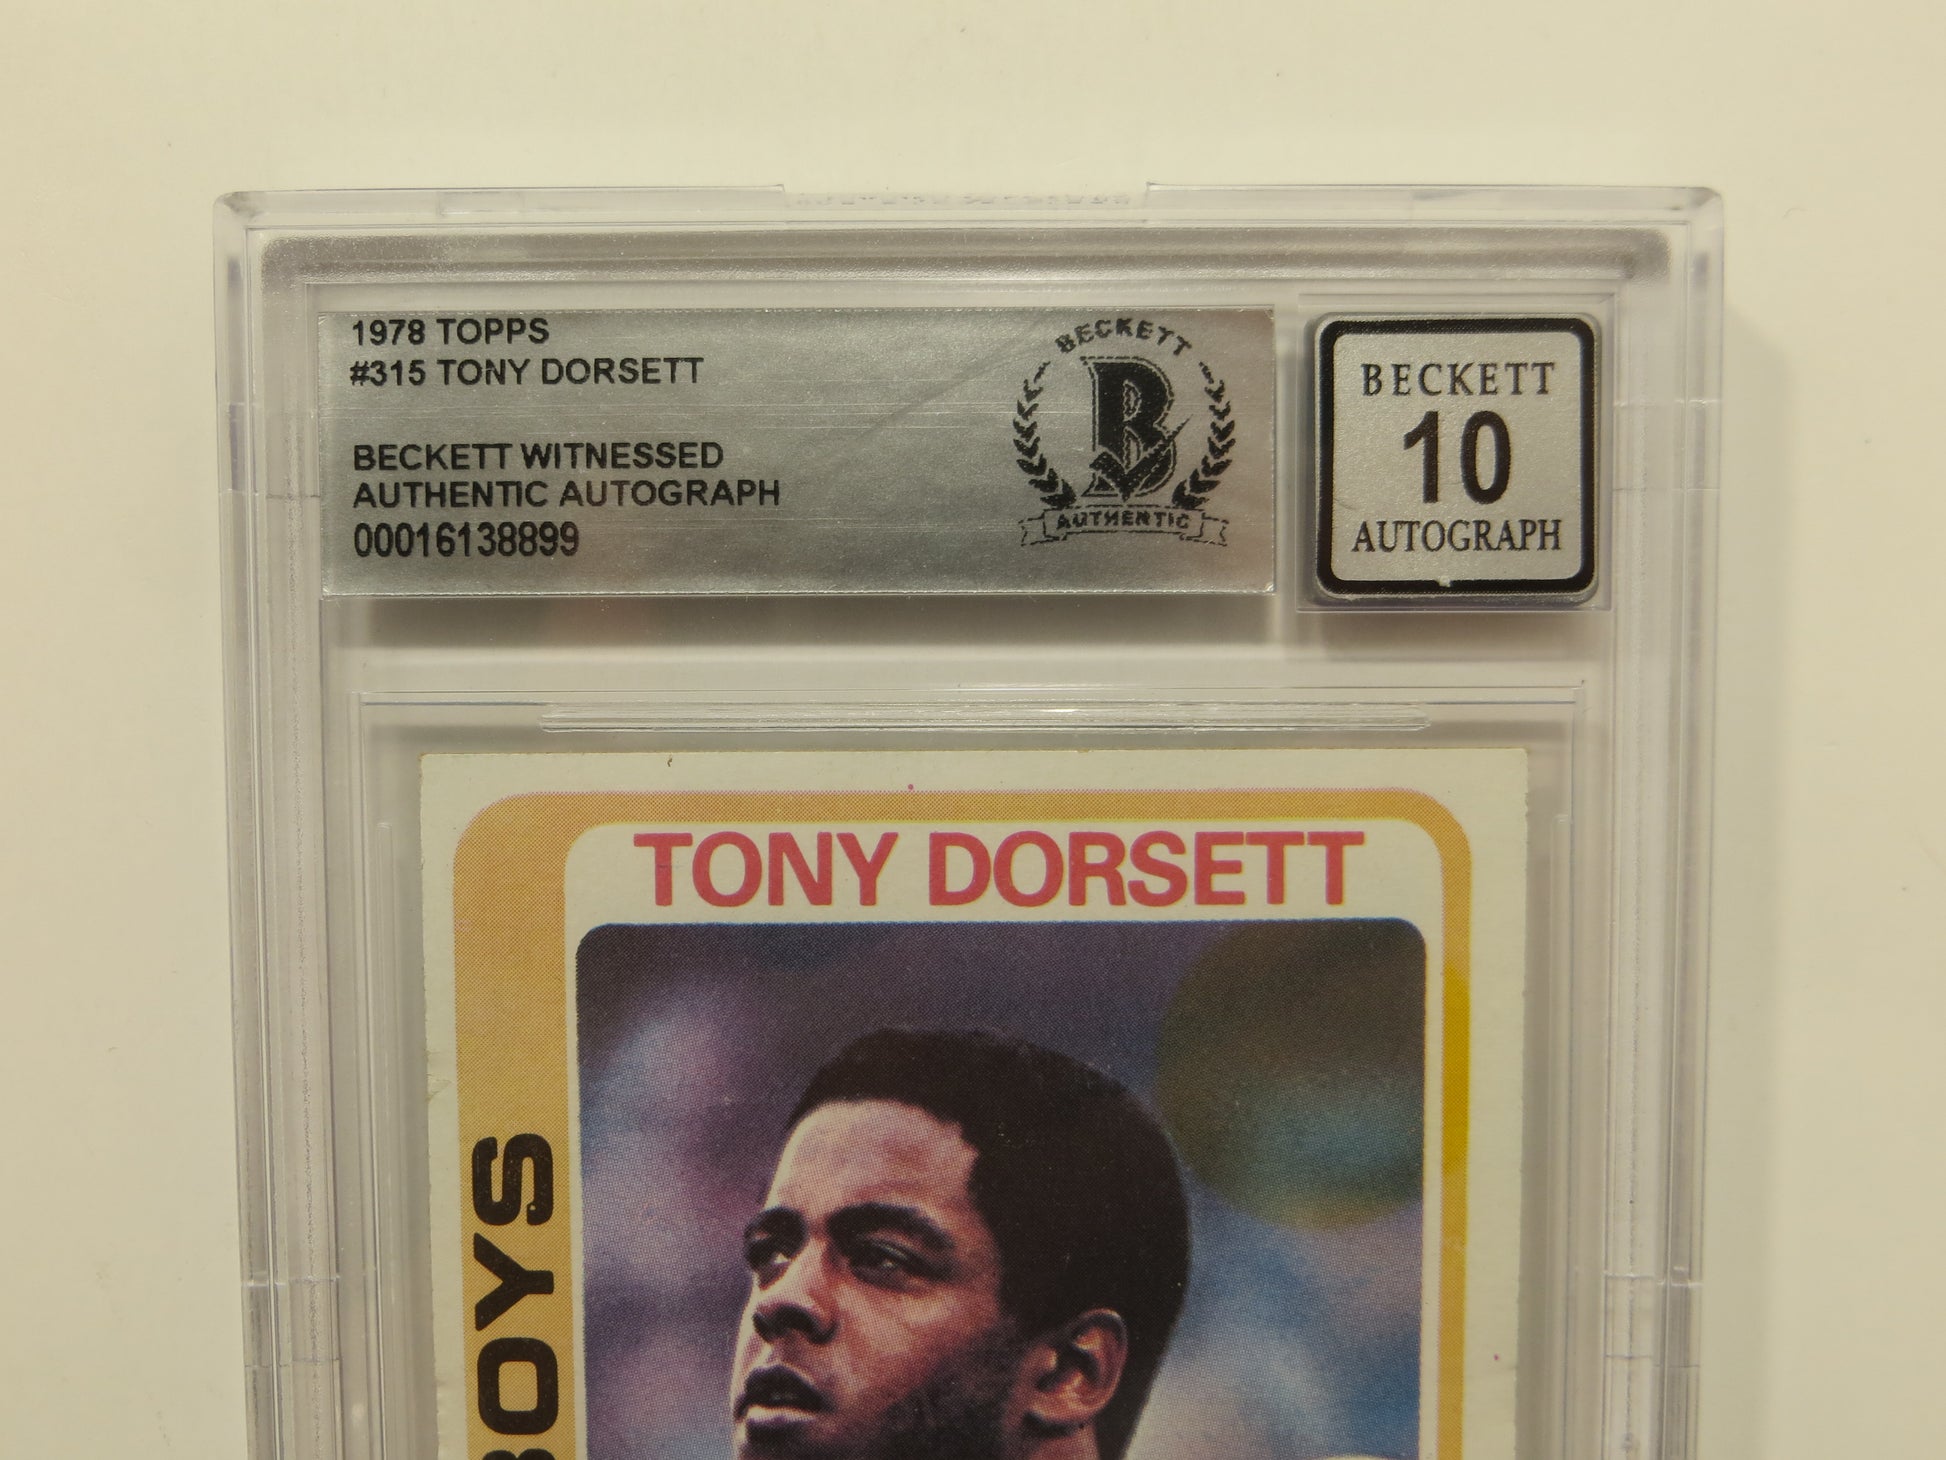 1978 TOPPS
#315 TONY DORSETT
BECKETT WITNESSED
AUTHENTIC AUTOGRAPH
00016138899
BECKETT
B
AUTHENTIC
BECKETT
10
AUTOGRAPH
TONY DORSETT
BOYS